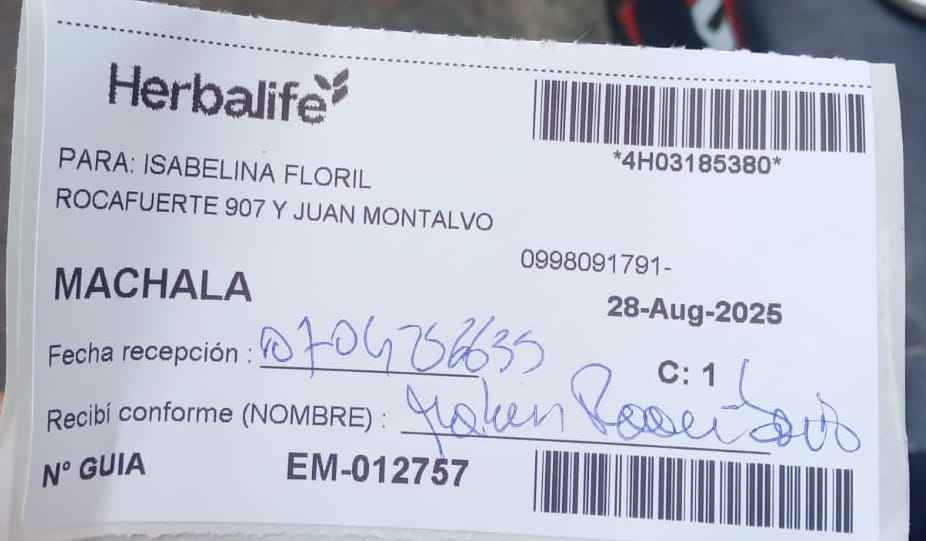 Herbalife
*4H03185380*
PARA: ISABELINA FLORIL
ROCAFUERTE 907 Y JUAN MONTALVO
0998091791-
MACHALA
28-Aug-2025
Fecha recepción : 0704756635
C: 1
Recibí conforme (NOMBRE) :
Nº GUIA EM-012757